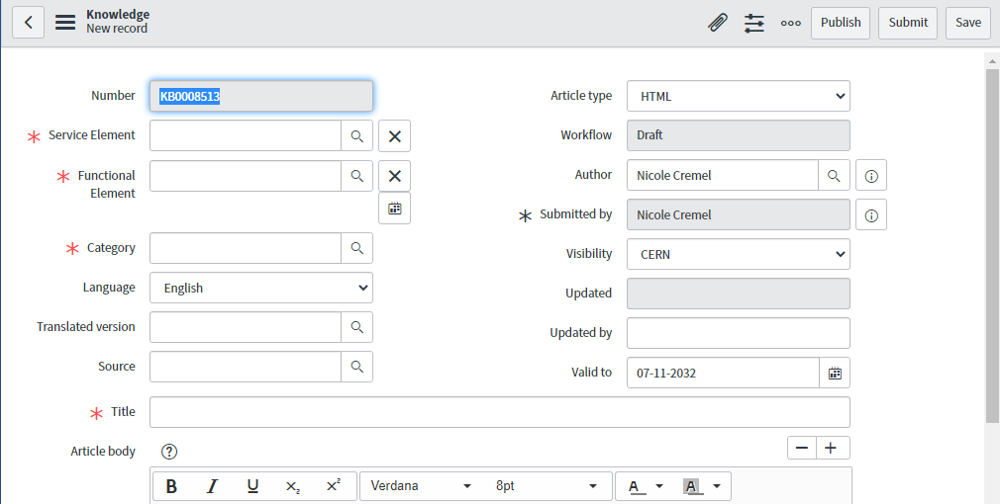 Knowledge
New record
Publish
Submit
Save
Number
KB0008513
Article type
HTML
* Service Element
Workflow
Draft
* Functional
Element
Author
Nicole Cremel
* Submitted by
Nicole Cremel
* Category
Visibility
CERN
Language
English
Updated
Translated version
Updated by
Source
Valid to
07-11-2032
* Title
Article body
?
B I U X₂ X²
Verdana
8pt
A
A